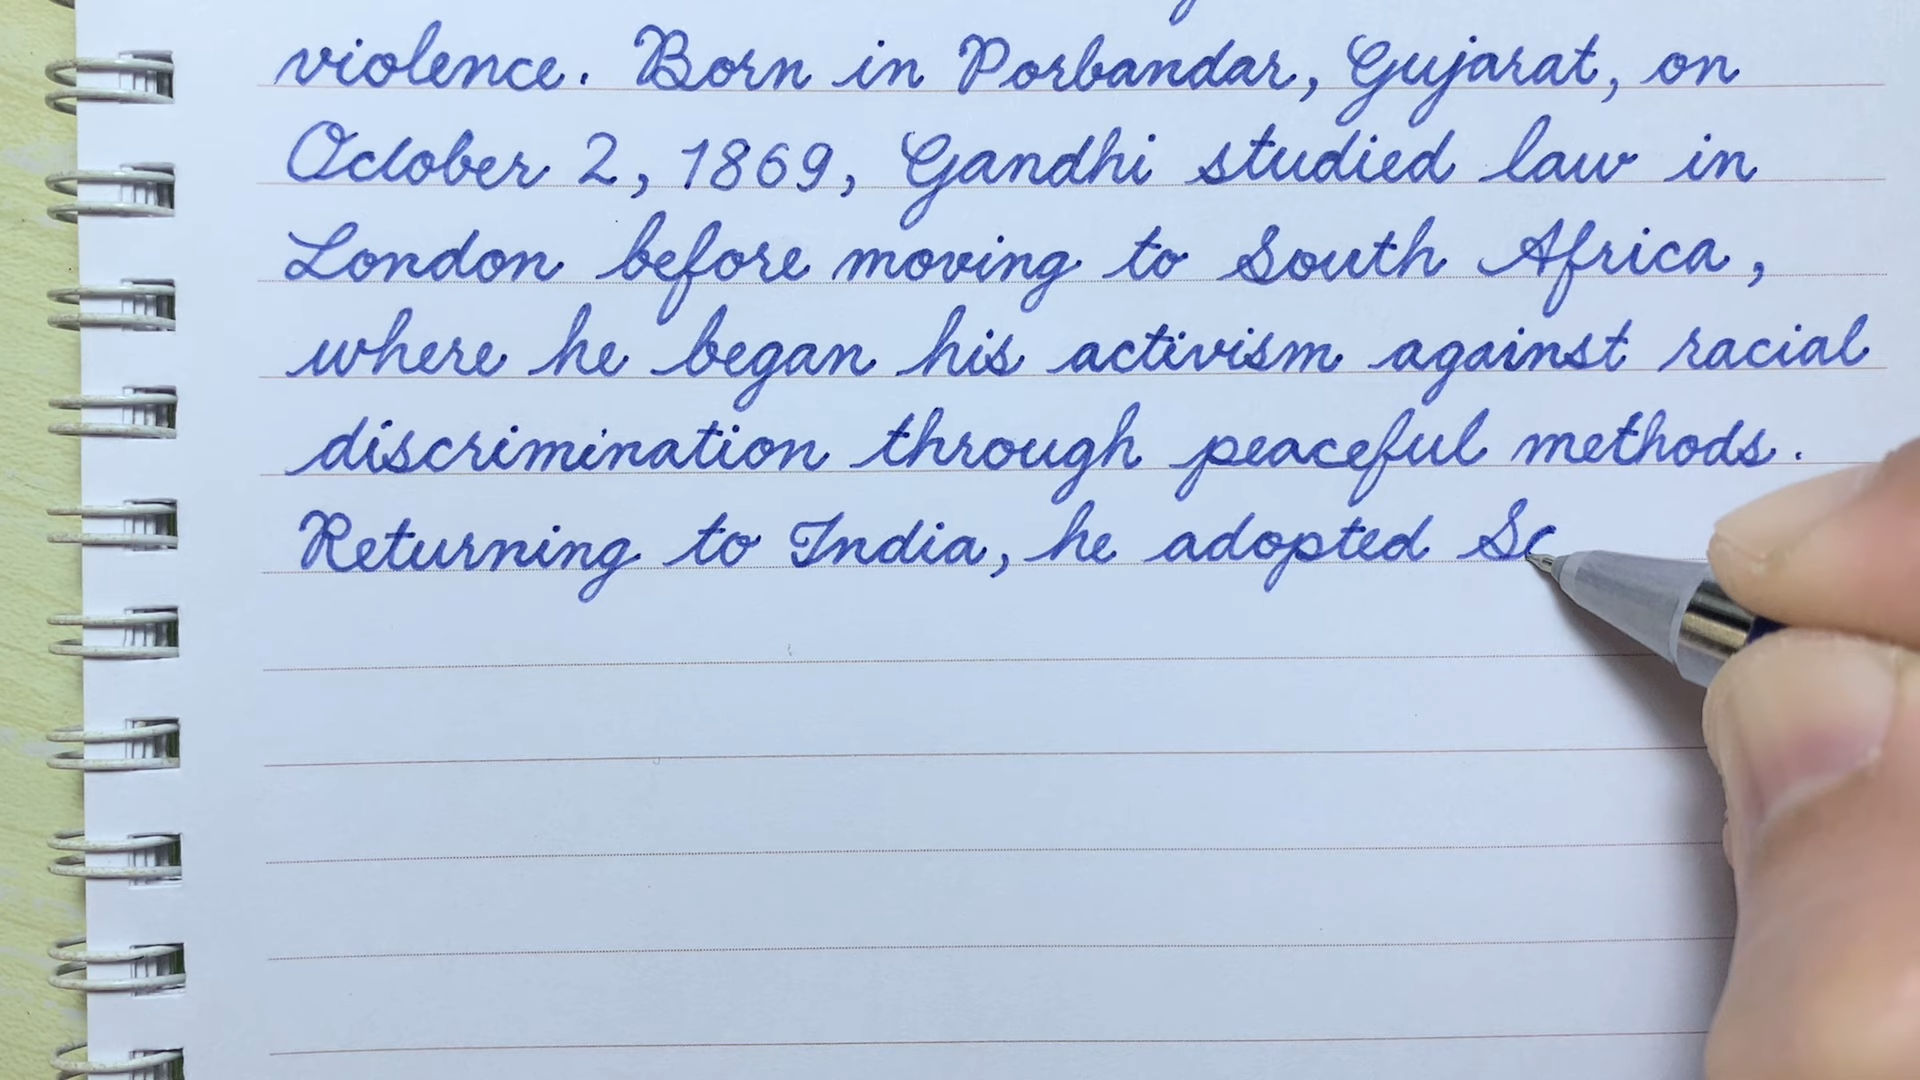 violence. Born in Porbandar, Gujarat, on
October 2, 1869, Gandhi studied law in
London before moving to South Africa,
where he began his activism against racial
discrimination through peaceful methods.
Returning to India, he adopted